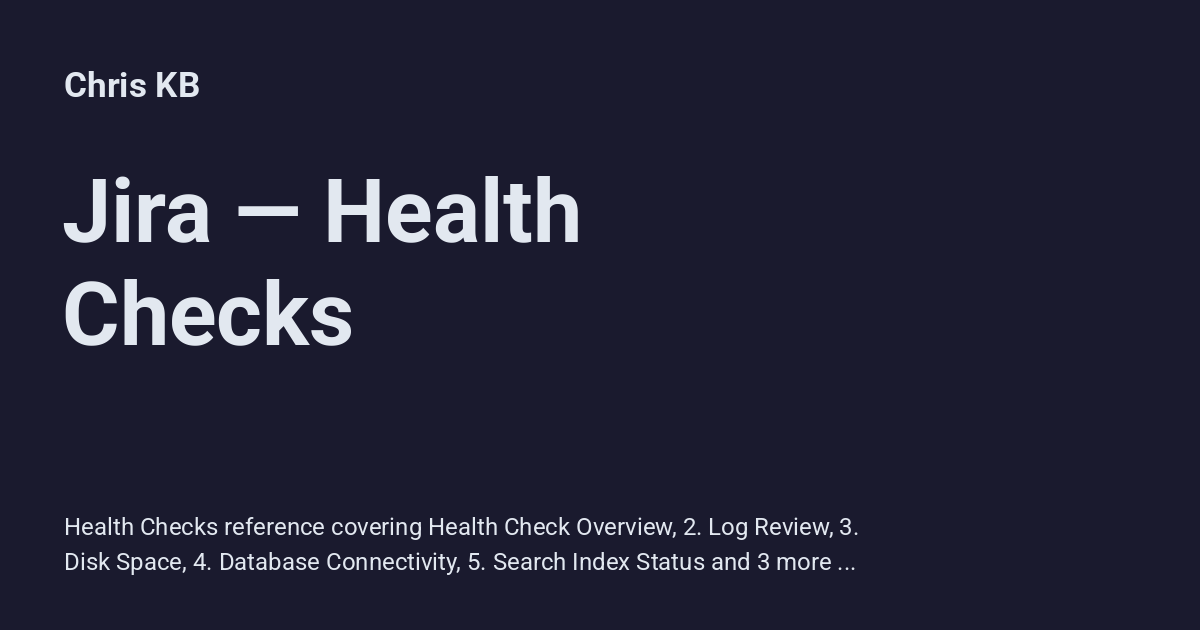 Chris KB
Jira — Health
Checks
Health Checks reference covering Health Check Overview, 2. Log Review, 3.
Disk Space, 4. Database Connectivity, 5. Search Index Status and 3 more ...